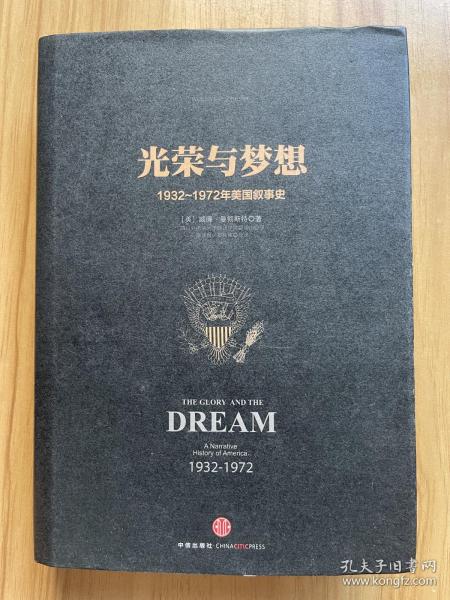 光荣与梦想
1932~1972年美国叙事史
[美] 威廉·曼彻斯特◎著
THE GLORY AND THE
DREAM
A Narrative
History of America
1932-1972
CITIC
中信出版社·CHINACITICPRESS
孔夫子旧书网
www.kongfz.com